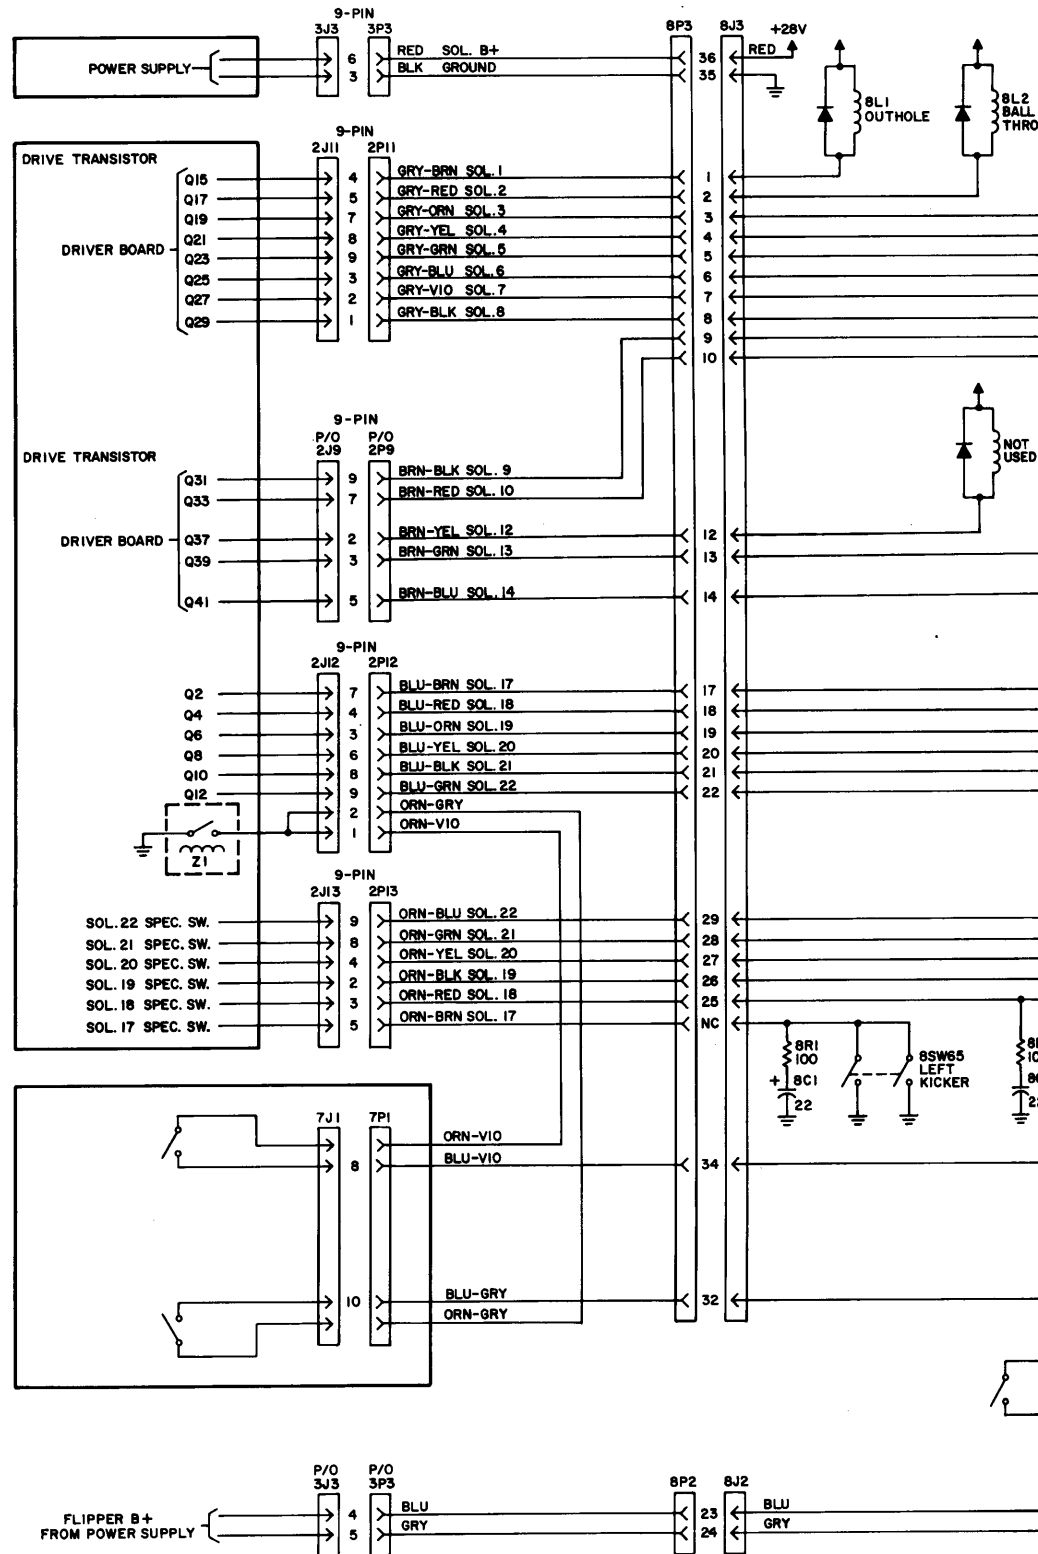 9-PIN
3J3 3P3 8P3 8J3 +28V
POWER SUPPLY 6 RED SOL. B+ 36 RED
3 BLK GROUND 35
8L1 OUTHOLE
8L2 BALL
9-PIN
DRIVE TRANSISTOR 2J11 2P11
Q15 4 GRY-BRN SOL.1 1
Q17 5 GRY-RED SOL.2 2
Q19 7 GRY-ORN SOL.3 3
Q21 8 GRY-YEL SOL.4 4
DRIVER BOARD
Q23 9 GRY-GRN SOL.5 5
Q25 3 GRY-BLU SOL.6 6
Q27 2 GRY-VIO SOL.7 7
Q29 1 GRY-BLK SOL.8 8
9
10
9-PIN
P/O P/O
DRIVE TRANSISTOR 2J9 2P9
NOT USED
Q31 9 BRN-BLK SOL.9
Q33 7 BRN-RED SOL.10
DRIVER BOARD Q37 2 BRN-YEL SOL.12 12
Q39 3 BRN-GRN SOL.13 13
Q41 5 BRN-BLU SOL.14 14
9-PIN
2J12 2P12
Q2 7 BLU-BRN SOL.17 17
Q4 4 BLU-RED SOL.18 18
Q6 3 BLU-ORN SOL.19 19
Q8 6 BLU-YEL SOL.20 20
Q10 8 BLU-BLK SOL.21 21
Q12 9 BLU-GRN SOL.22 22
2 ORN-GRY
1 ORN-VIO
Z1
9-PIN
2J13 2P13
SOL.22 SPEC. SW. 9 ORN-BLU SOL.22 29
SOL.21 SPEC. SW. 8 ORN-GRN SOL.21 28
SOL.20 SPEC. SW. 4 ORN-YEL SOL.20 27
SOL.19 SPEC. SW. 2 ORN-BLK SOL.19 26
SOL.18 SPEC. SW. 3 ORN-RED SOL.18 25
SOL.17 SPEC. SW. 5 ORN-BRN SOL.17 NC
8R1 100
+ 8C1 22
8SW65 LEFT KICKER
7J1 7P1
ORN-VIO
8 BLU-VIO 34
10 BLU-GRY 32
ORN-GRY
P/O P/O
3J3 3P3 8P2 8J2
FLIPPER B+ 4 BLU 23 BLU
FROM POWER SUPPLY 5 GRY 24 GRY